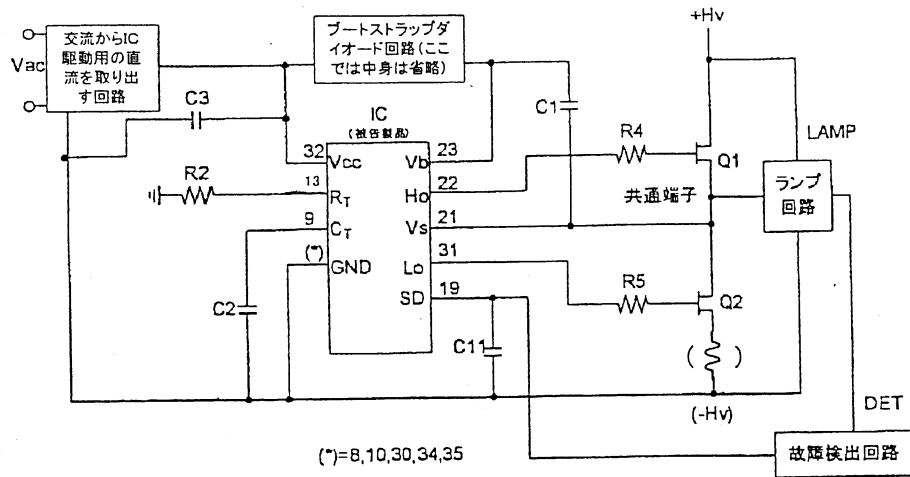 +Hv
交流からIC
駆動用の直
流を取り出
す回路
Vac
ブートストラップダ
イオード回路(ここ
では中身は省略)
C3
IC
(被告製品)
C1
R4
LAMP
Q1
32
Vcc
Vb
23
R2
13
RT
Ho
22
共通端子
ランプ
回路
9
CT
Vs
21
(*)
GND
Lo
31
R5
Q2
SD
19
C2
C11
( )
(-Hv)
DET
(*)=8,10,30,34,35
故障検出回路